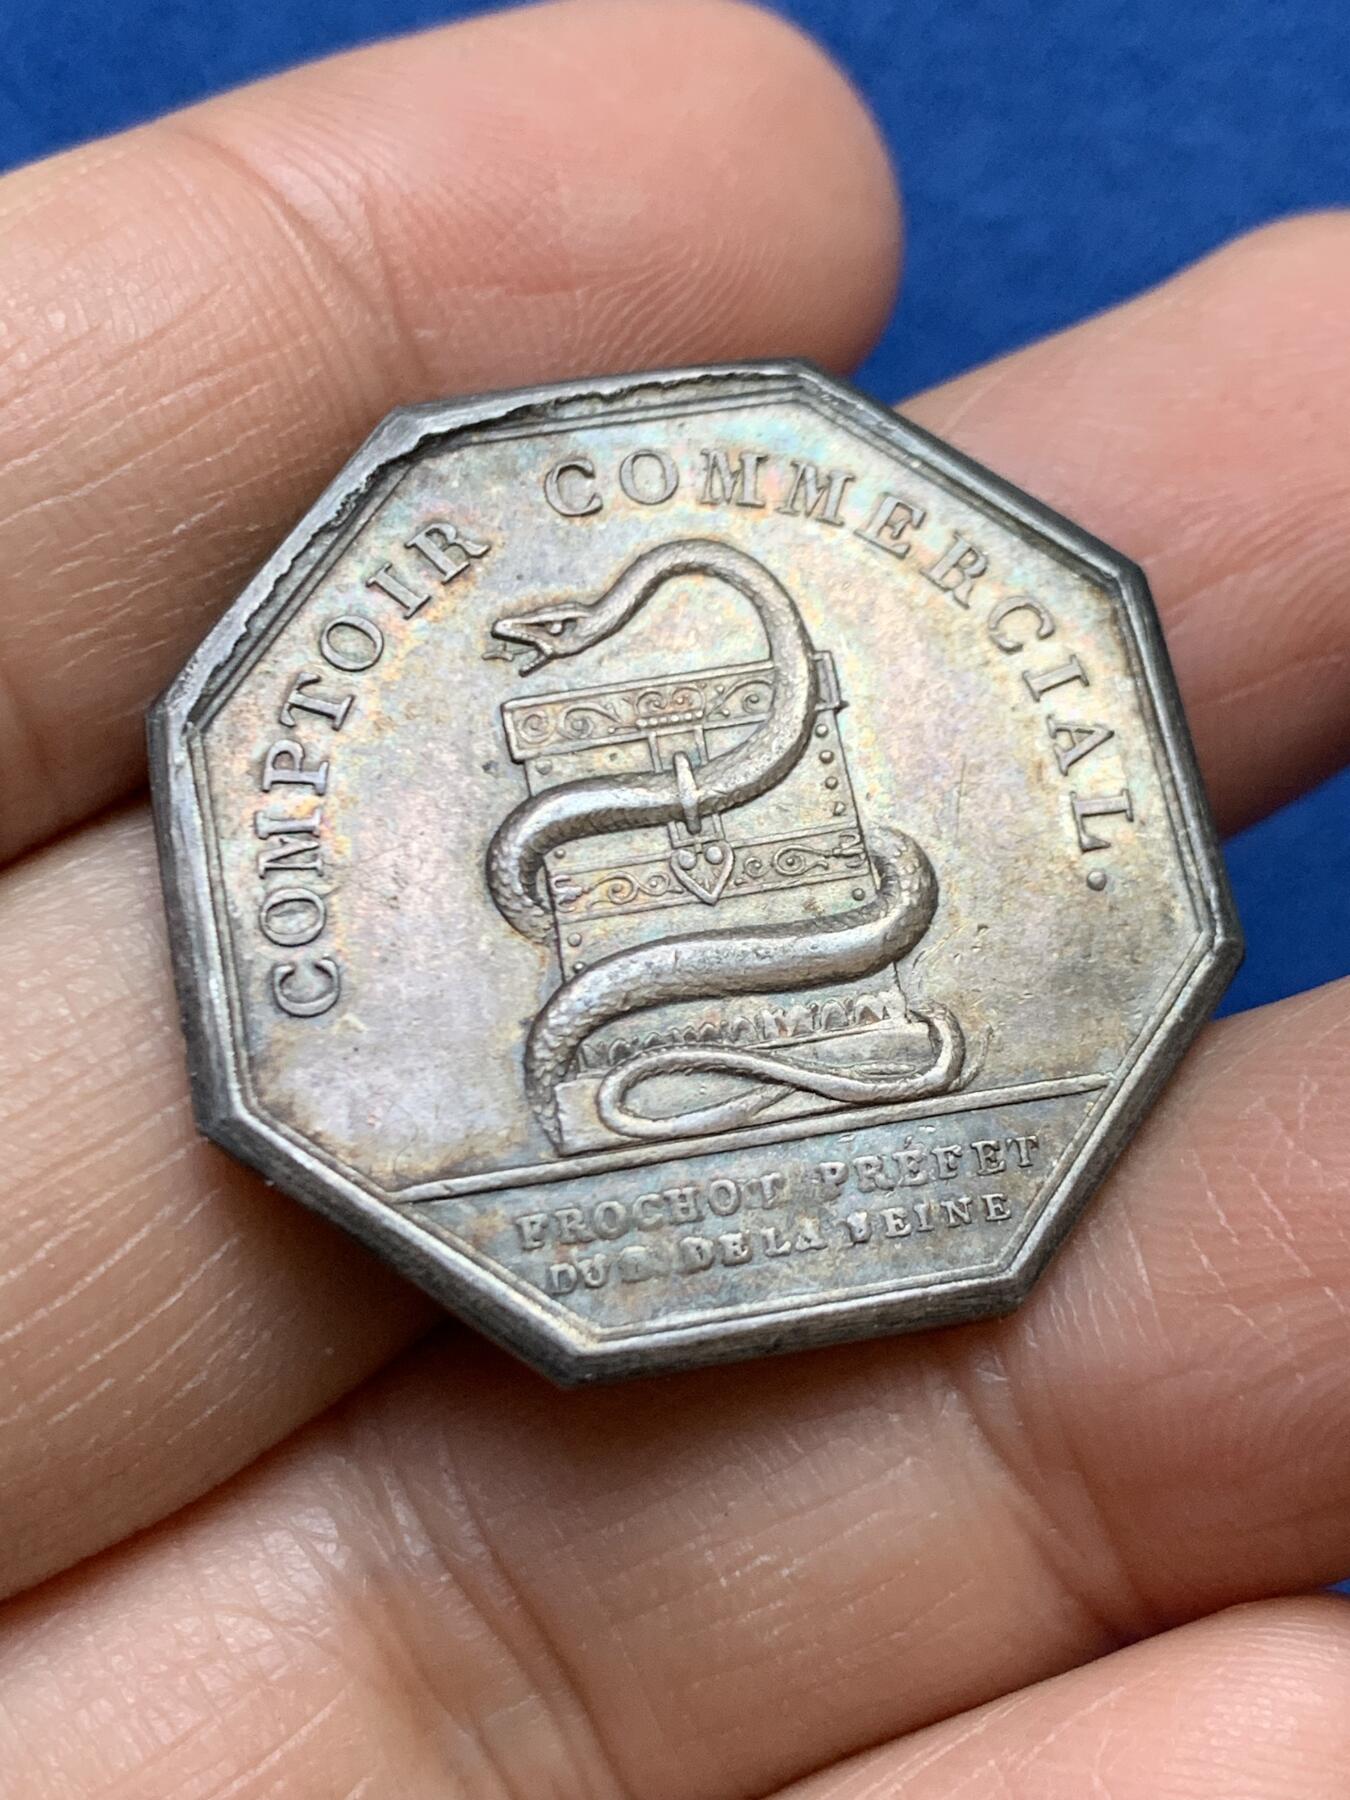 COMPTOIR COMMERCIAL.
FROCHOT PRÉFET
DU D. DE LA SEINE